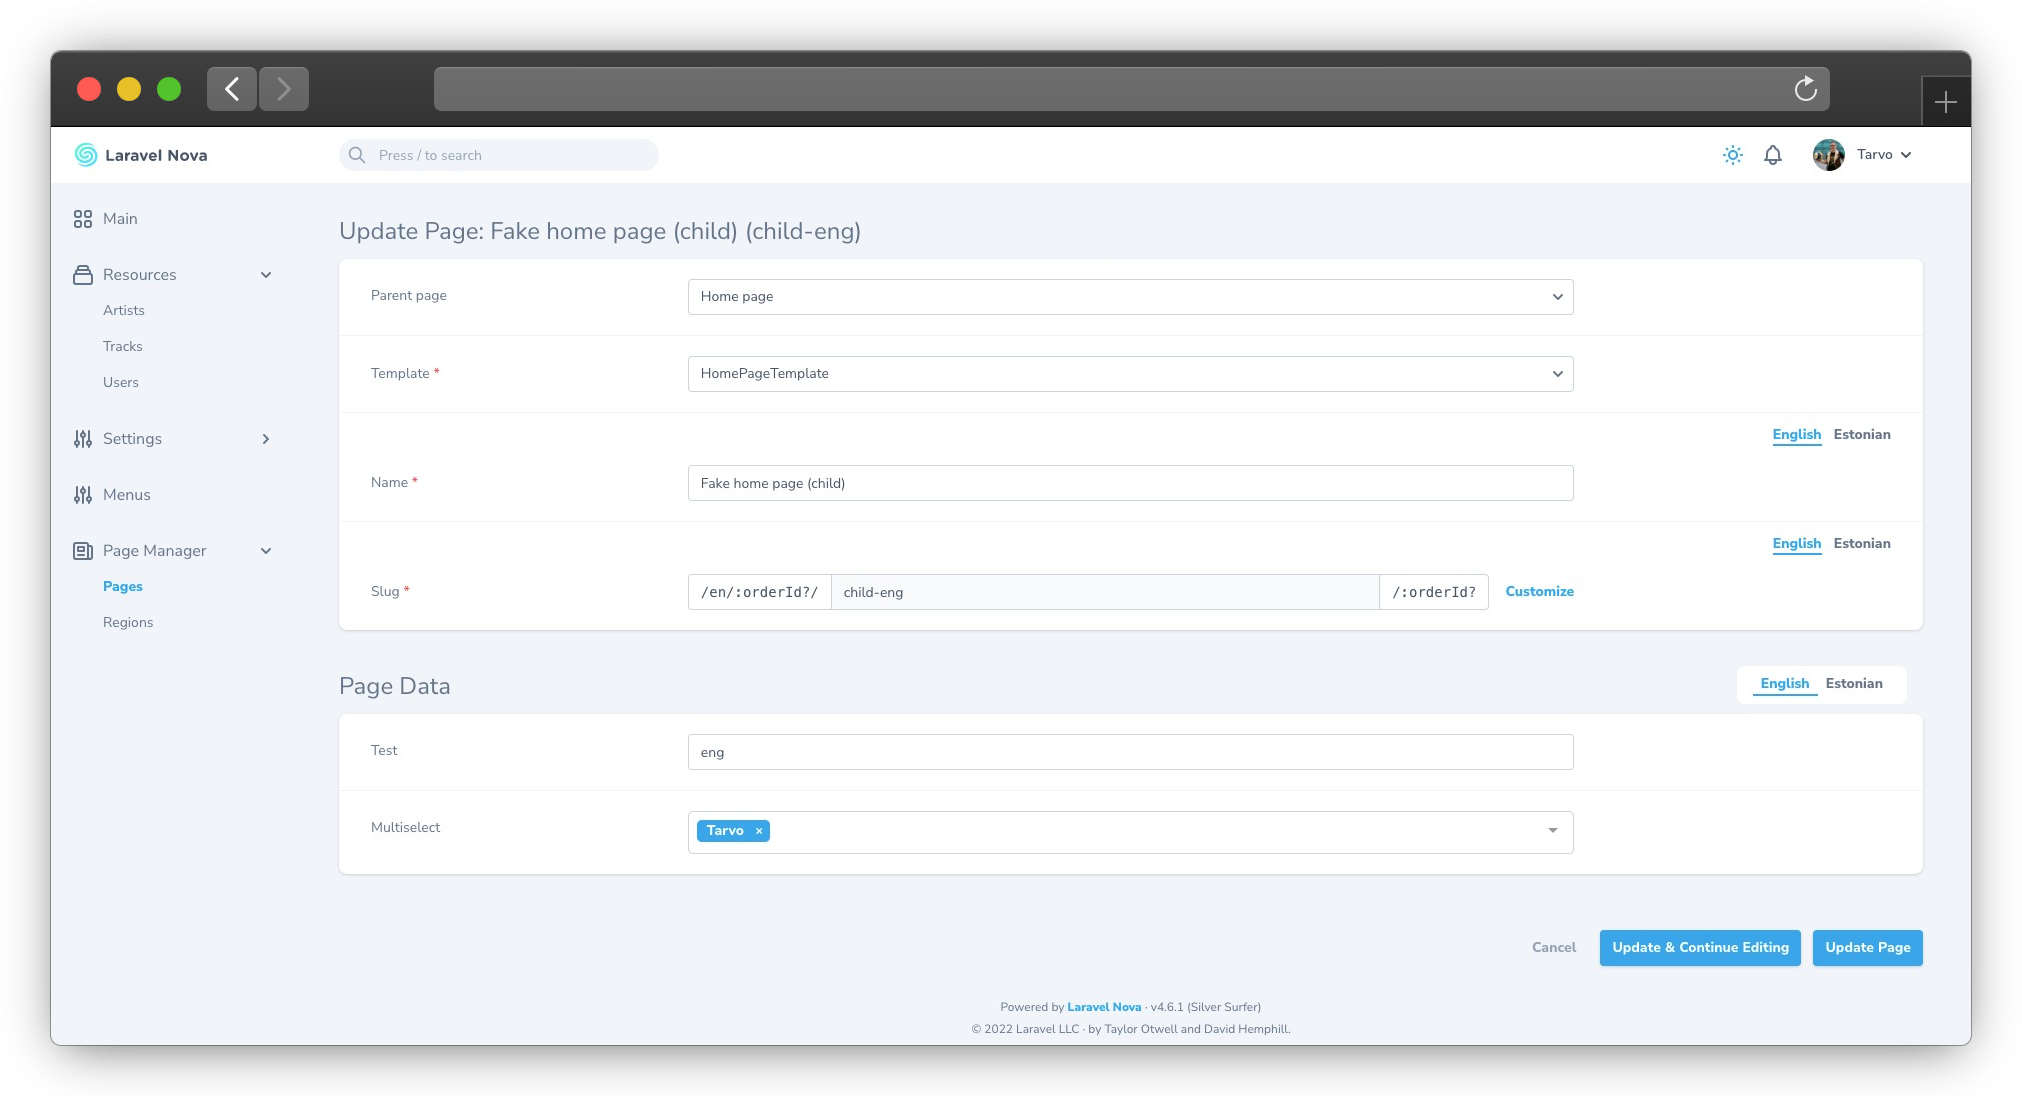 Laravel Nova
Press / to search
Tarvo
Main
Resources
Artists
Tracks
Users
Settings
Menus
Page Manager
Pages
Regions
Update Page: Fake home page (child) (child-eng)
Parent page
Home page
Template *
HomePageTemplate
English Estonian
Name *
Fake home page (child)
English Estonian
Slug *
/en/:orderId?/ child-eng /:orderId? Customize
Page Data
English Estonian
Test
eng
Multiselect
Tarvo ×
Cancel
Update & Continue Editing
Update Page
Powered by Laravel Nova · v4.6.1 (Silver Surfer)
© 2022 Laravel LLC · by Taylor Otwell and David Hemphill.